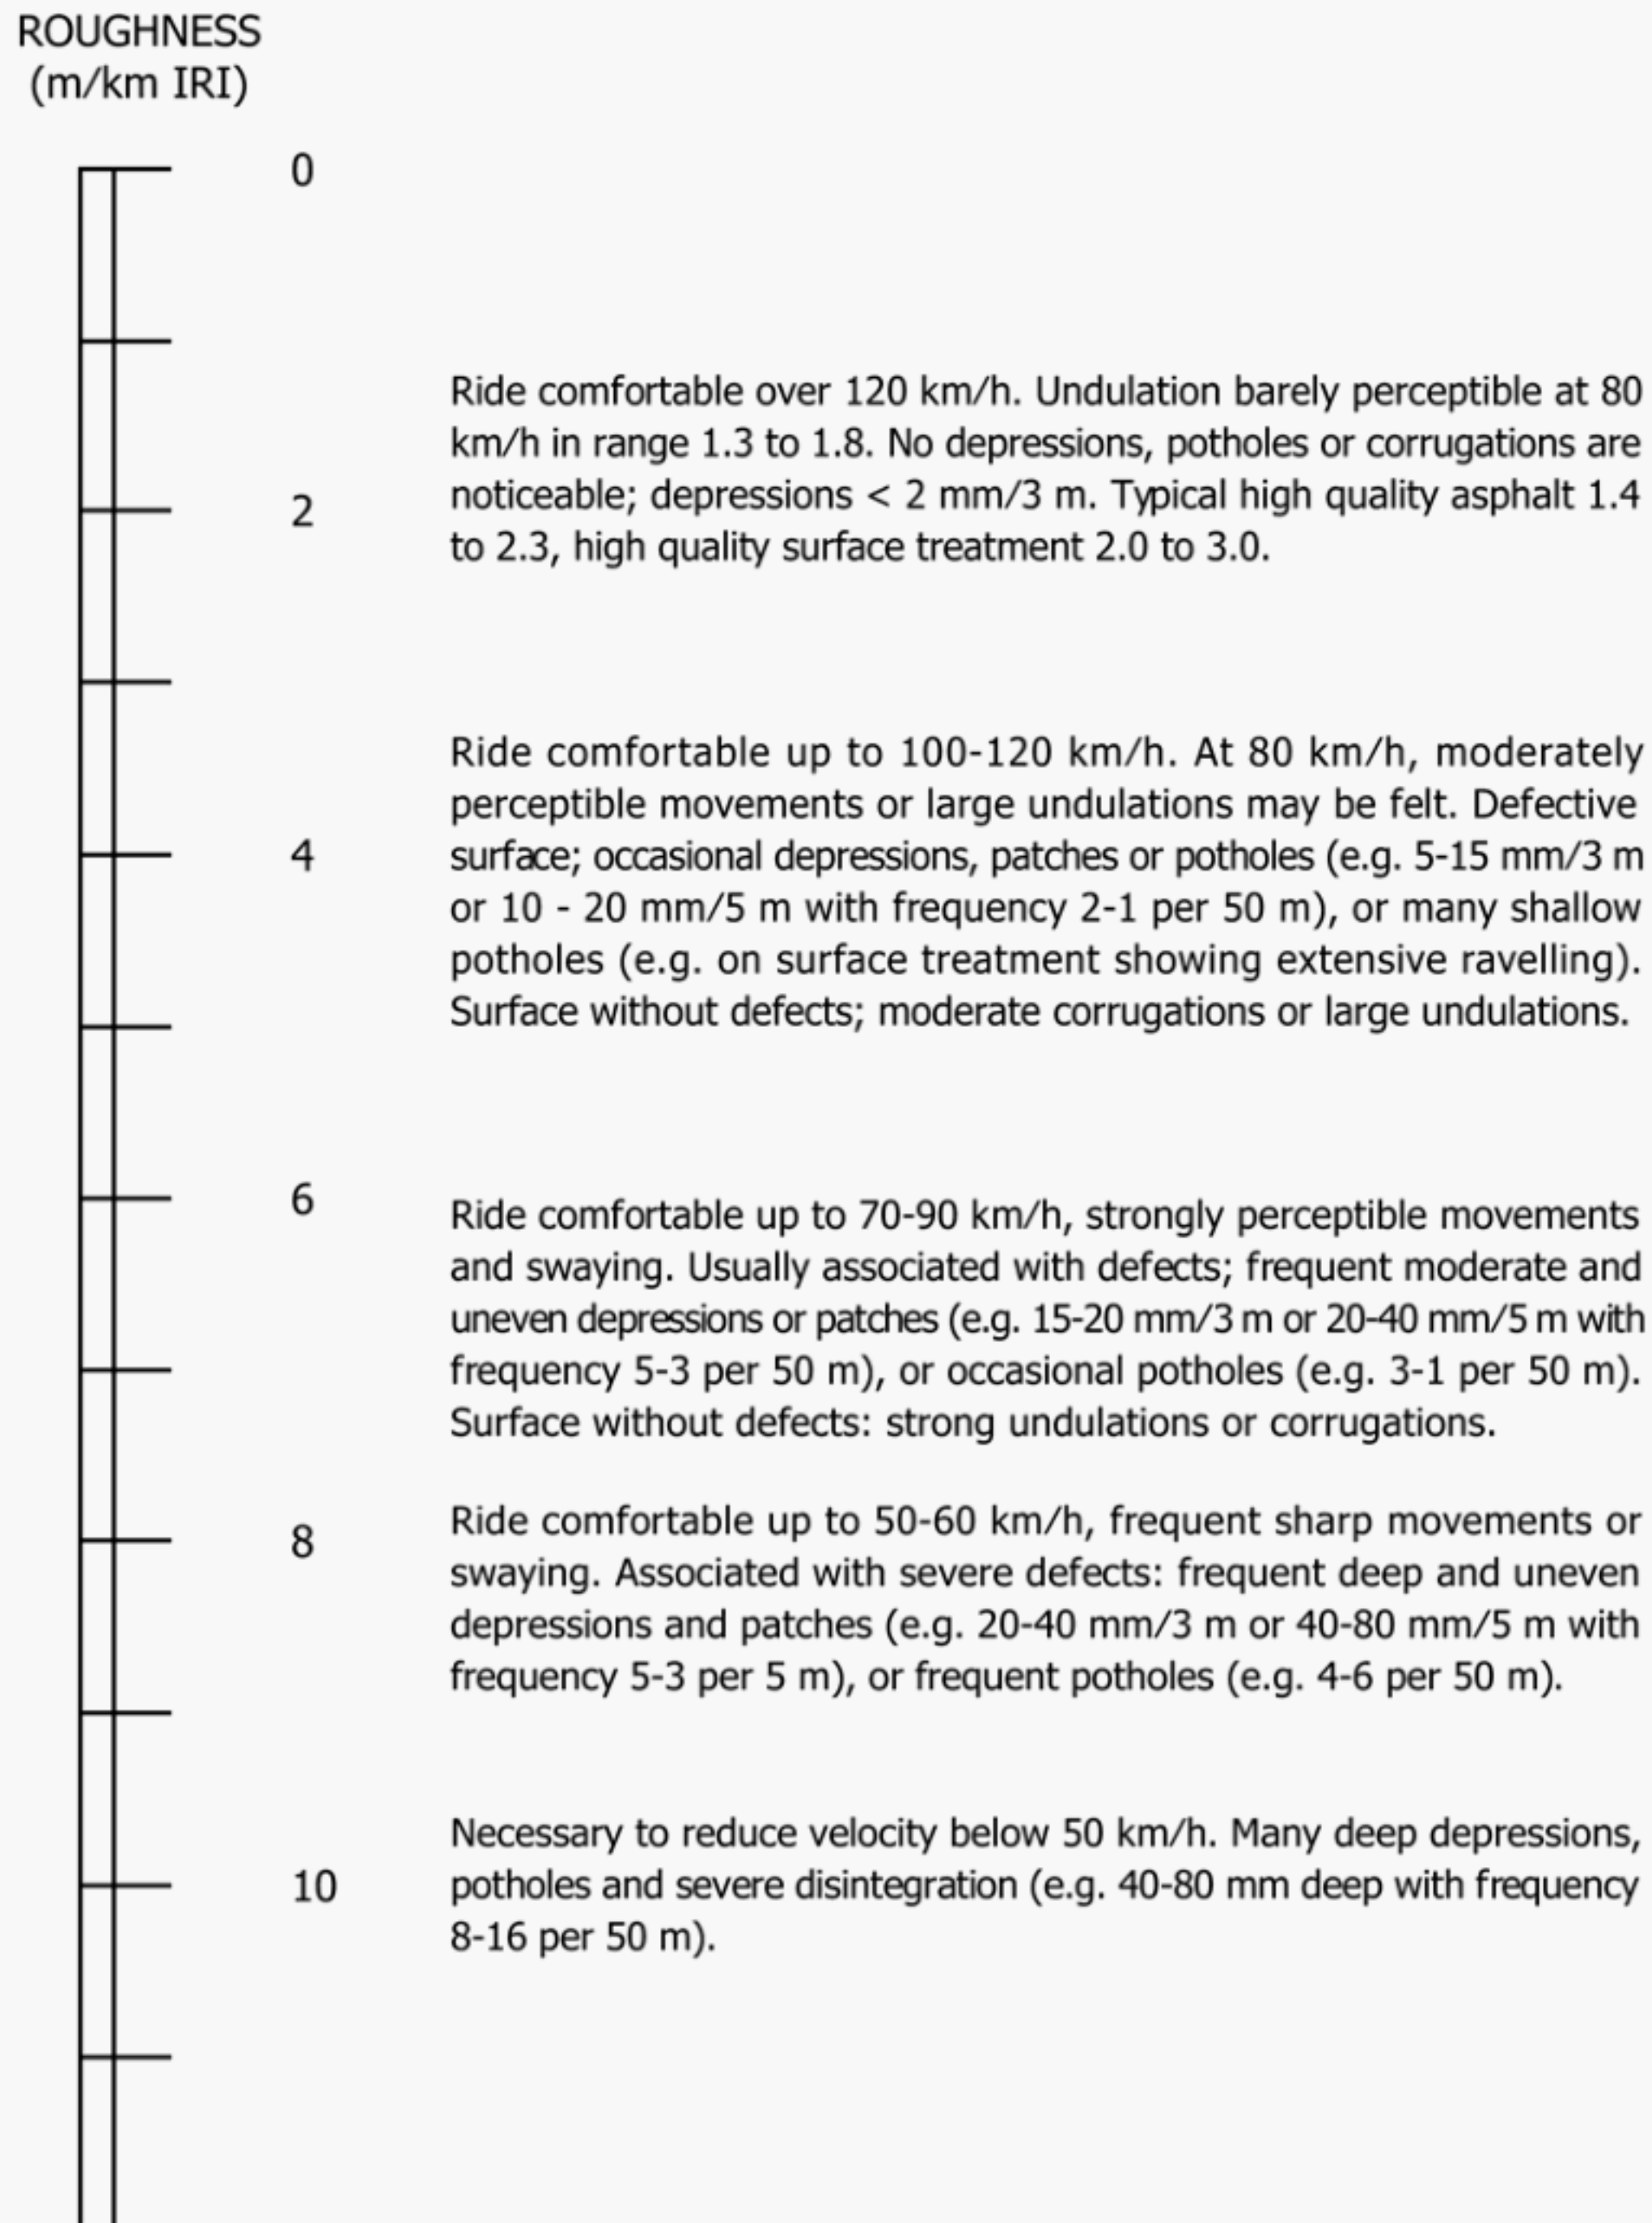 ROUGHNESS
(m/km IRI)
0
Ride comfortable over 120 km/h. Undulation barely perceptible at 80
km/h in range 1.3 to 1.8. No depressions, potholes or corrugations are
2
noticeable; depressions < 2 mm/3 m. Typical high quality asphalt 1.4
to 2.3, high quality surface treatment 2.0 to 3.0.
Ride comfortable up to 100-120 km/h. At 80 km/h, moderately
perceptible movements or large undulations may be felt. Defective
4
surface; occasional depressions, patches or potholes (e.g. 5-15 mm/3 m
or 10 - 20 mm/5 m with frequency 2-1 per 50 m), or many shallow
potholes (e.g. on surface treatment showing extensive ravelling).
Surface without defects; moderate corrugations or large undulations.
6
Ride comfortable up to 70-90 km/h, strongly perceptible movements
and swaying. Usually associated with defects; frequent moderate and
uneven depressions or patches (e.g. 15-20 mm/3 m or 20-40 mm/5 m with
frequency 5-3 per 50 m), or occasional potholes (e.g. 3-1 per 50 m).
Surface without defects: strong undulations or corrugations.
8
Ride comfortable up to 50-60 km/h, frequent sharp movements or
swaying. Associated with severe defects: frequent deep and uneven
depressions and patches (e.g. 20-40 mm/3 m or 40-80 mm/5 m with
frequency 5-3 per 5 m), or frequent potholes (e.g. 4-6 per 50 m).
Necessary to reduce velocity below 50 km/h. Many deep depressions,
10
potholes and severe disintegration (e.g. 40-80 mm deep with frequency
8-16 per 50 m).